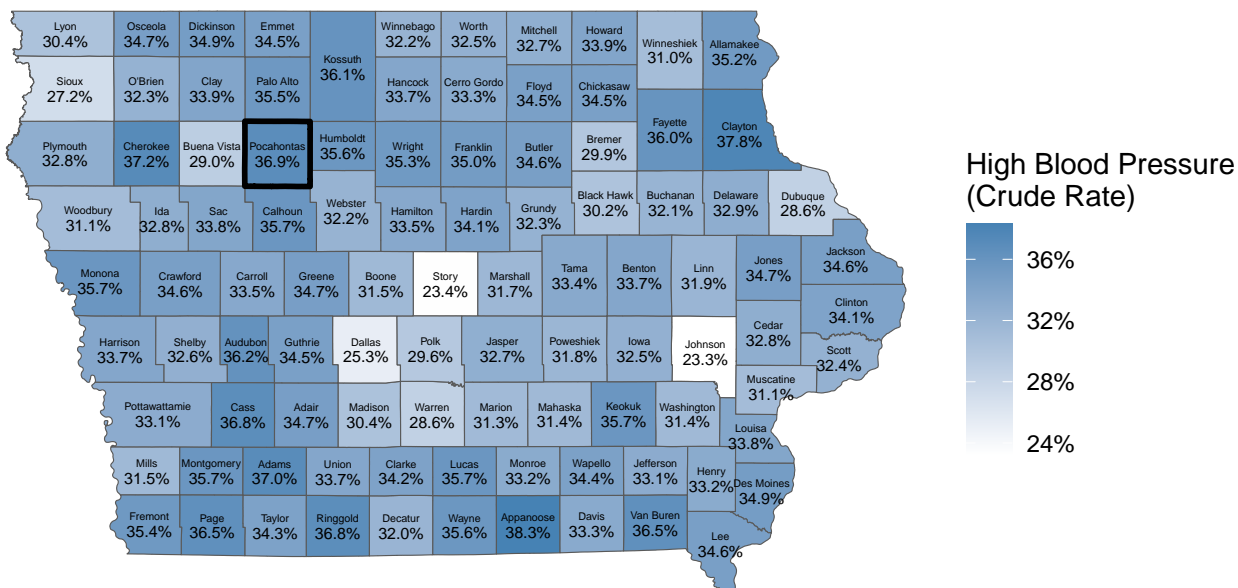 Lyon
30.4%
Osceola
34.7%
Dickinson
34.9%
Emmet
34.5%
Kossuth
36.1%
Winnebago
32.2%
Worth
32.5%
Mitchell
32.7%
Howard
33.9%
Winneshiek
31.0%
Allamakee
35.2%
Sioux
27.2%
O'Brien
32.3%
Clay
33.9%
Palo Alto
35.5%
Hancock
33.7%
Cerro Gordo
33.3%
Floyd
34.5%
Chickasaw
34.5%
Fayette
36.0%
Clayton
37.8%
Plymouth
32.8%
Cherokee
37.2%
Buena Vista
29.0%
Pocahontas
36.9%
Humboldt
35.6%
Wright
35.3%
Franklin
35.0%
Butler
34.6%
Bremer
29.9%
Woodbury
31.1%
Ida
32.8%
Sac
33.8%
Calhoun
35.7%
Webster
32.2%
Hamilton
33.5%
Hardin
34.1%
Grundy
32.3%
Black Hawk
30.2%
Buchanan
32.1%
Delaware
32.9%
Dubuque
28.6%
Monona
35.7%
Crawford
34.6%
Carroll
33.5%
Greene
34.7%
Boone
31.5%
Story
23.4%
Marshall
31.7%
Tama
33.4%
Benton
33.7%
Linn
31.9%
Jones
34.7%
Jackson
34.6%
Clinton
34.1%
Harrison
33.7%
Shelby
32.6%
Audubon
36.2%
Guthrie
34.5%
Dallas
25.3%
Polk
29.6%
Jasper
32.7%
Poweshiek
31.8%
Iowa
32.5%
Johnson
23.3%
Cedar
32.8%
Scott
32.4%
Muscatine
31.1%
Pottawattamie
33.1%
Cass
36.8%
Adair
34.7%
Madison
30.4%
Warren
28.6%
Marion
31.3%
Mahaska
31.4%
Keokuk
35.7%
Washington
31.4%
Louisa
33.8%
Mills
31.5%
Montgomery
35.7%
Adams
37.0%
Union
33.7%
Clarke
34.2%
Lucas
35.7%
Monroe
33.2%
Wapello
34.4%
Jefferson
33.1%
Henry
33.2%
Des Moines
34.9%
Fremont
35.4%
Page
36.5%
Taylor
34.3%
Ringgold
36.8%
Decatur
32.0%
Wayne
35.6%
Appanoose
38.3%
Davis
33.3%
Van Buren
36.5%
Lee
34.6%
High Blood Pressure
(Crude Rate)
36%
32%
28%
24%